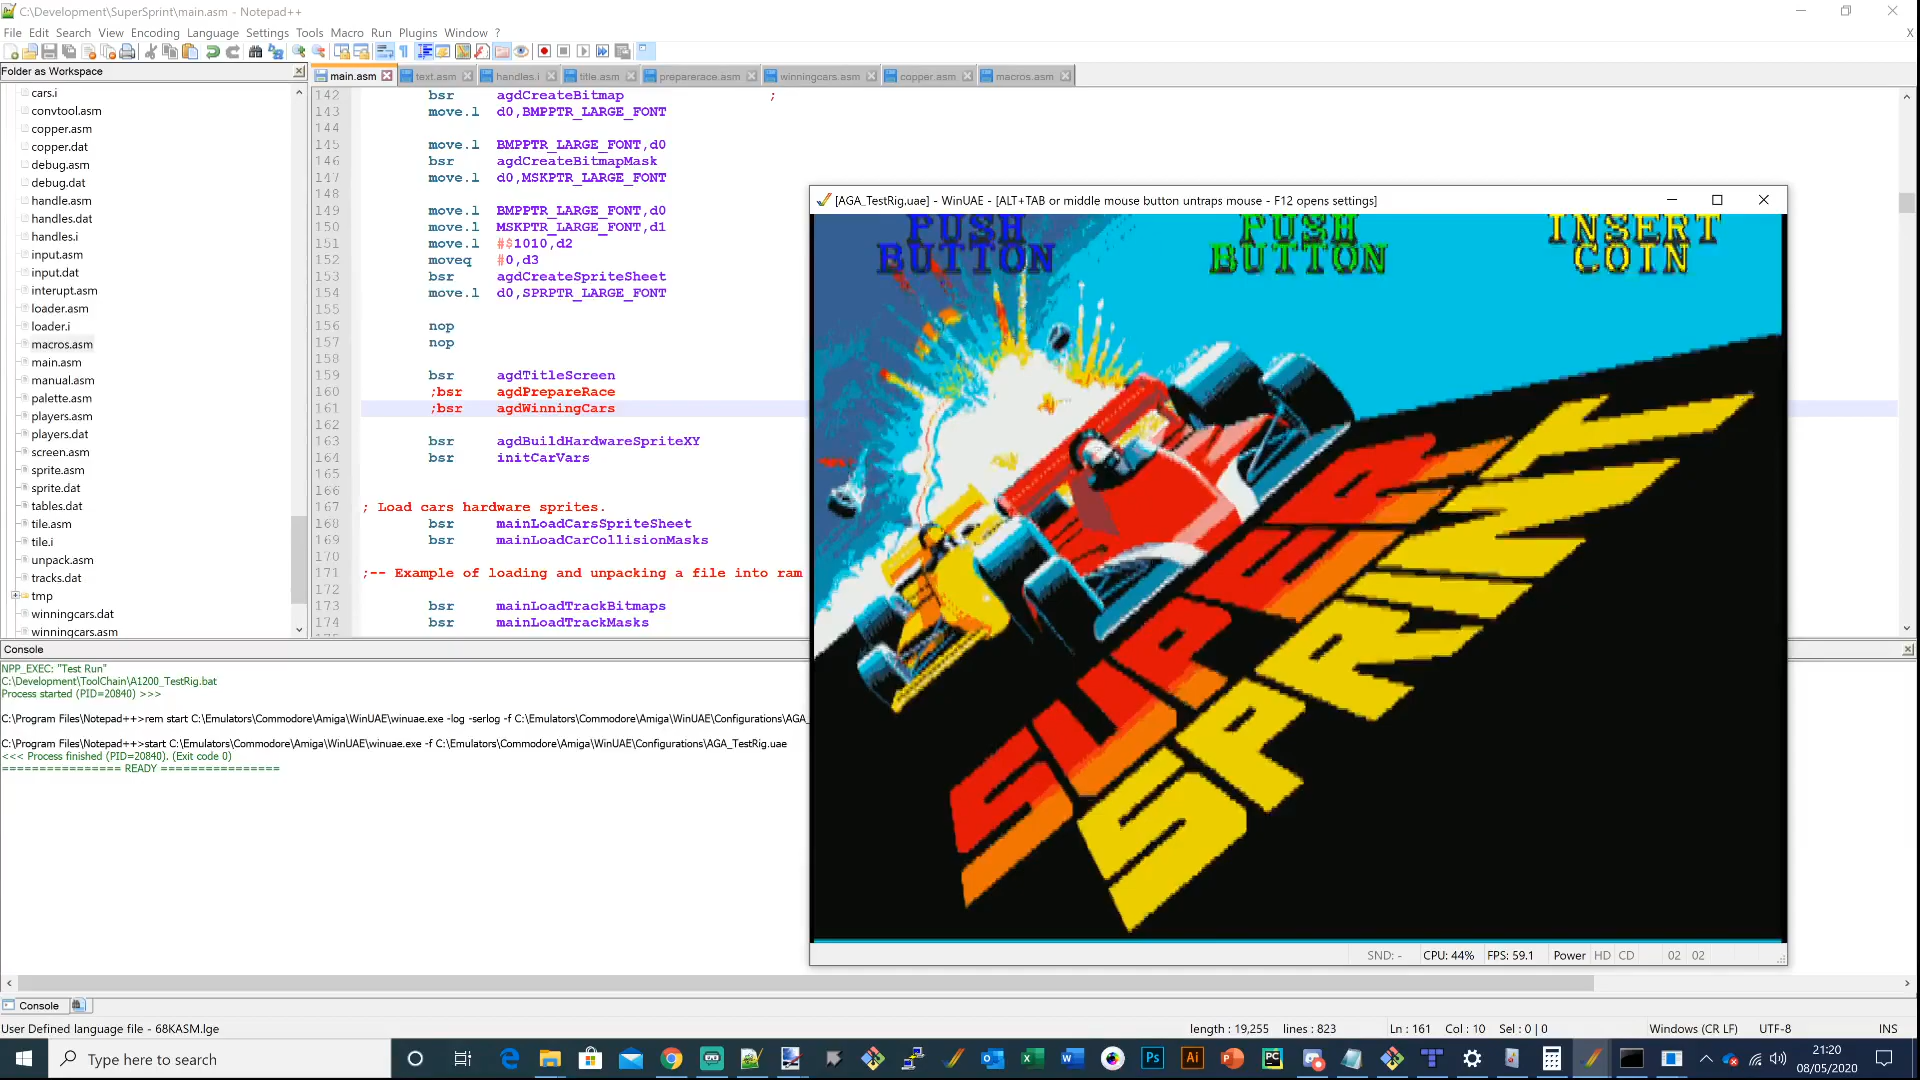 C:\Development\SuperSprint\main.asm - Notepad++
File Edit Search View Encoding Language Settings Tools Macro Run Plugins Window ? X
Folder as Workspace
main.asm text.asm handles.i title.asm preparerace.asm winningcars.asm copper.asm macros.asm
cars.i
convtool.asm
copper.asm
copper.dat
debug.asm
debug.dat
handle.asm
handles.dat
handles.i
input.asm
input.dat
interupt.asm
loader.asm
loader.i
macros.asm
main.asm
manual.asm
palette.asm
players.asm
players.dat
screen.asm
sprite.asm
sprite.dat
tables.dat
tile.asm
tile.i
unpack.asm
tracks.dat
tmp
winningcars.dat
winningcars.asm
142 bsr agdCreateBitmap ;
143 move.l d0,BMPPTR_LARGE_FONT
144
145 move.l BMPPTR_LARGE_FONT,d0
146 bsr agdCreateBitmapMask
147 move.l d0,MSKPTR_LARGE_FONT
148
149 move.l BMPPTR_LARGE_FONT,d0
150 move.l MSKPTR_LARGE_FONT,d1
151 move.l #$1010,d2
152 moveq #0,d3
153 bsr agdCreateSpriteSheet
154 move.l d0,SPRPTR_LARGE_FONT
155
156 nop
157 nop
158
159 bsr agdTitleScreen
160 ;bsr agdPrepareRace
161 ;bsr agdWinningCars
162
163 bsr agdBuildHardwareSpriteXY
164 bsr initCarVars
165
166
167 ; Load cars hardware sprites.
168 bsr mainLoadCarsSpriteSheet
169 bsr mainLoadCarCollisionMasks
170
171 ;-- Example of loading and unpacking a file into ram
172
173 bsr mainLoadTrackBitmaps
174 bsr mainLoadTrackMasks
[AGA_TestRig.uae] - WinUAE - [ALT+TAB or middle mouse button untraps mouse - F12 opens settings]
PUSH BUTTON
PUSH BUTTON
INSERT COIN
SUPER
SPRINT
SND: - CPU: 44% FPS: 59.1 Power HD CD 02 02
Console
NPP_EXEC: "Test Run"
C:\Development\ToolChain\A1200_TestRig.bat
Process started (PID=20840) >>>
C:\Program Files\Notepad++>rem start C:\Emulators\Commodore\Amiga\WinUAE\winuae.exe -log -serlog -f C:\Emulators\Commodore\Amiga\WinUAE\Configurations\AGA_
C:\Program Files\Notepad++>start C:\Emulators\Commodore\Amiga\WinUAE\winuae.exe -f C:\Emulators\Commodore\Amiga\WinUAE\Configurations\AGA_TestRig.uae
<<< Process finished (PID=20840). (Exit code 0)
================ READY ================
Console
User Defined language file - 68KASM.lge length : 19,255 lines : 823 Ln : 161 Col : 10 Sel : 0 | 0 Windows (CR LF) UTF-8 INS
Type here to search
21:20
08/05/2020